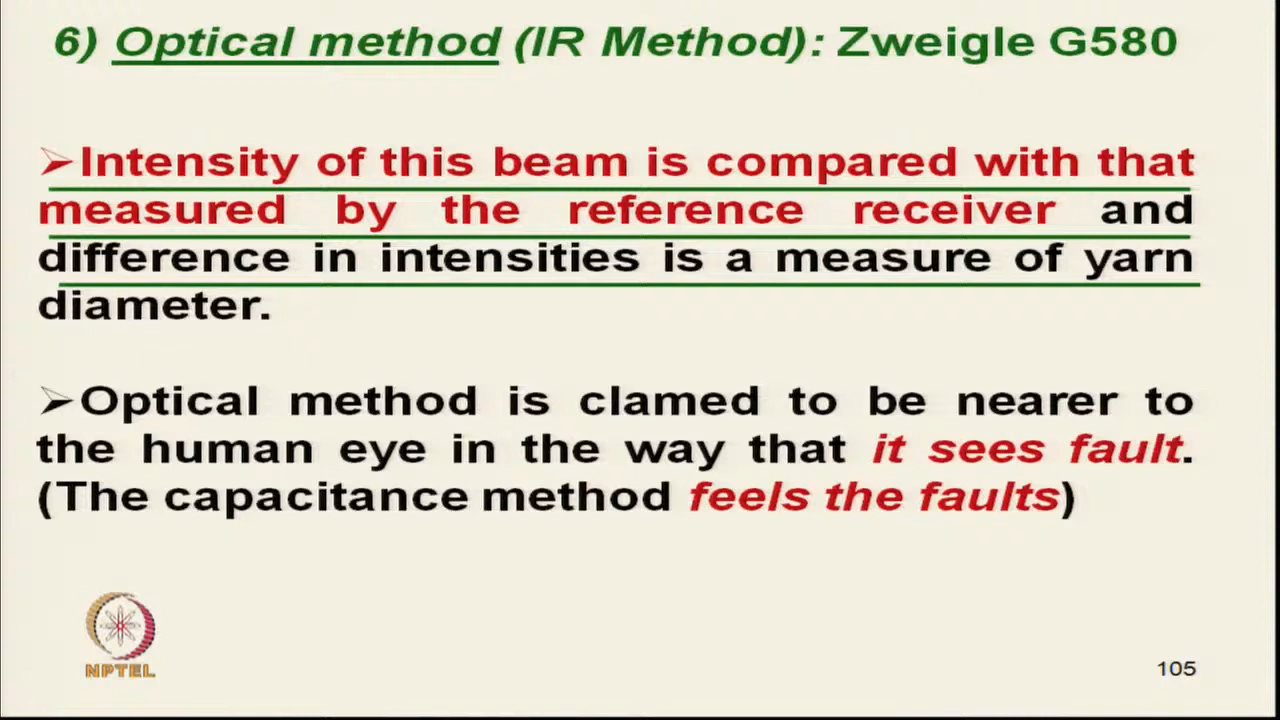 6) Optical method (IR Method): Zweigle G580
➢Intensity of this beam is compared with that
measured by the reference receiver and
difference in intensities is a measure of yarn
diameter.
➢Optical method is clamed to be nearer to
the human eye in the way that it sees fault.
(The capacitance method feels the faults)
NPTEL
105